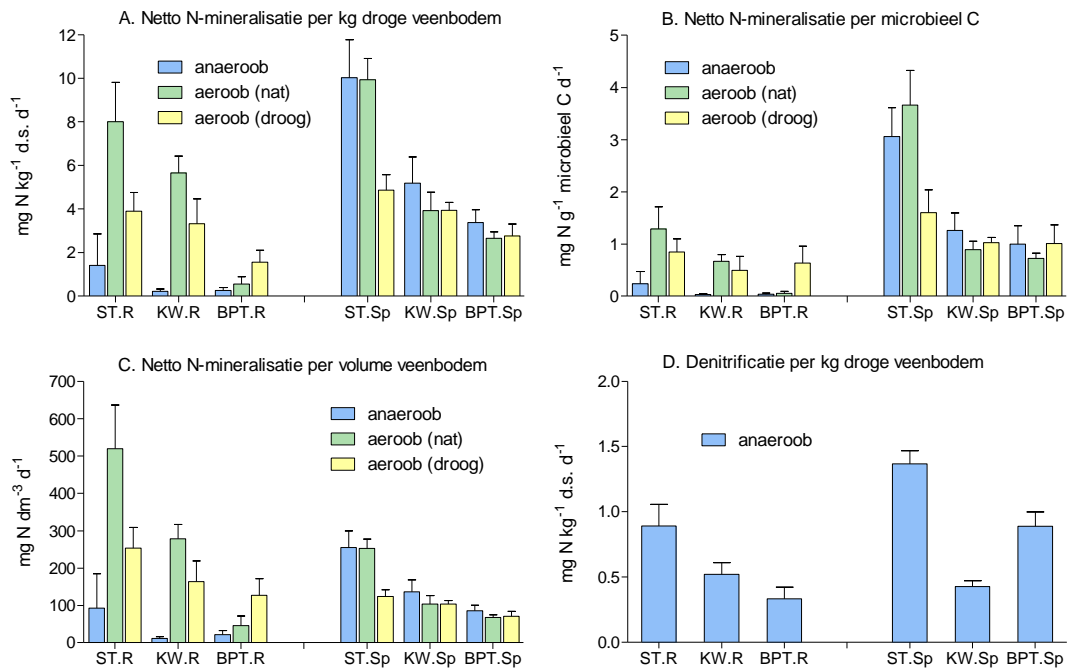 A. Netto N-mineralisatie per kg droge veenbodem
12
10
8
6
4
2
0
mg N kg⁻¹ d.s. d⁻¹
anaeroob
aeroob (nat)
aeroob (droog)
ST.R KW.R BPT.R ST.Sp KW.Sp BPT.Sp
B. Netto N-mineralisatie per microbieel C
5
4
3
2
1
0
mg N g⁻¹ microbieel C d⁻¹
anaeroob
aeroob (nat)
aeroob (droog)
ST.R KW.R BPT.R ST.Sp KW.Sp BPT.Sp
C. Netto N-mineralisatie per volume veenbodem
700
600
500
400
300
200
100
0
mg N dm⁻³ d⁻¹
anaeroob
aeroob (nat)
aeroob (droog)
ST.R KW.R BPT.R ST.Sp KW.Sp BPT.Sp
D. Denitrificatie per kg droge veenbodem
2.0
1.5
1.0
0.5
0.0
mg N kg⁻¹ d.s. d⁻¹
anaeroob
ST.R KW.R BPT.R ST.Sp KW.Sp BPT.Sp